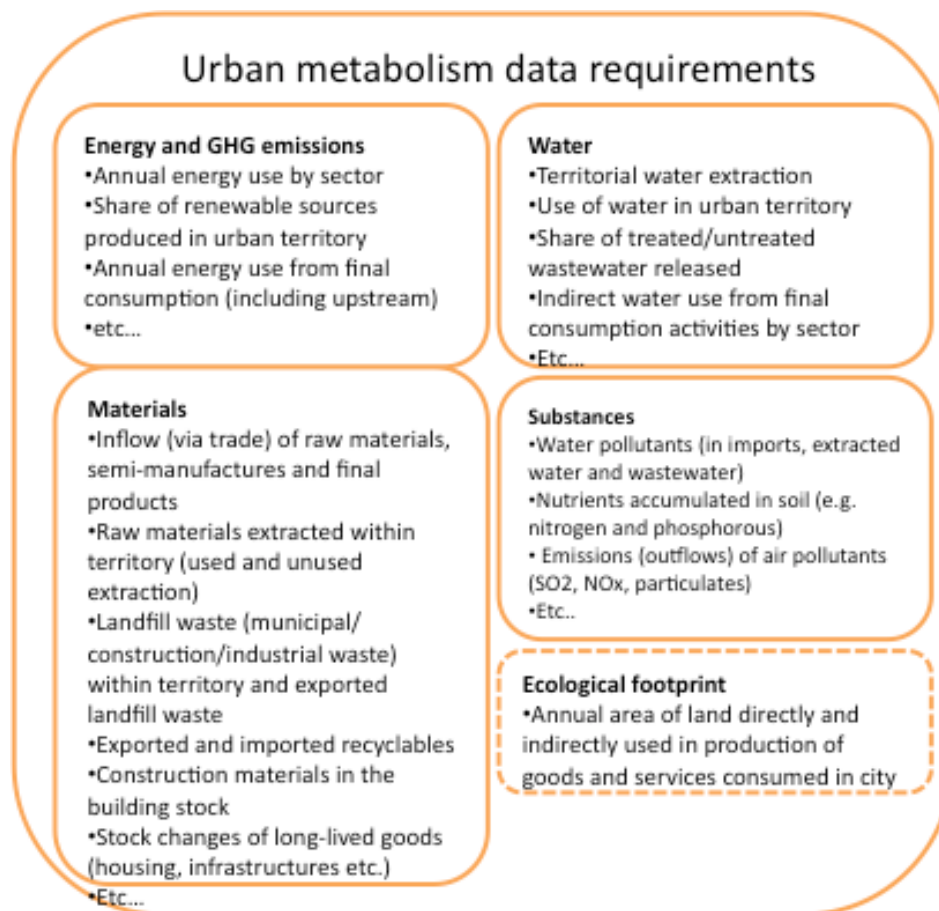 Urban metabolism data requirements
Energy and GHG emissions
•Annual energy use by sector
•Share of renewable sources
produced in urban territory
•Annual energy use from final
consumption (including upstream)
•etc...
Water
•Territorial water extraction
•Use of water in urban territory
•Share of treated/untreated
wastewater released
•Indirect water use from final
consumption activities by sector
•Etc...
Materials
•Inflow (via trade) of raw materials,
semi-manufactures and final
products
•Raw materials extracted within
territory (used and unused
extraction)
•Landfill waste (municipal/
construction/industrial waste)
within territory and exported
landfill waste
•Exported and imported recyclables
•Construction materials in the
building stock
•Stock changes of long-lived goods
(housing, infrastructures etc.)
•Etc...
Substances
•Water pollutants (in imports, extracted
water and wastewater)
•Nutrients accumulated in soil (e.g.
nitrogen and phosphorous)
• Emissions (outflows) of air pollutants
(SO2, NOx, particulates)
•Etc..
Ecological footprint
•Annual area of land directly and
indirectly used in production of
goods and services consumed in city